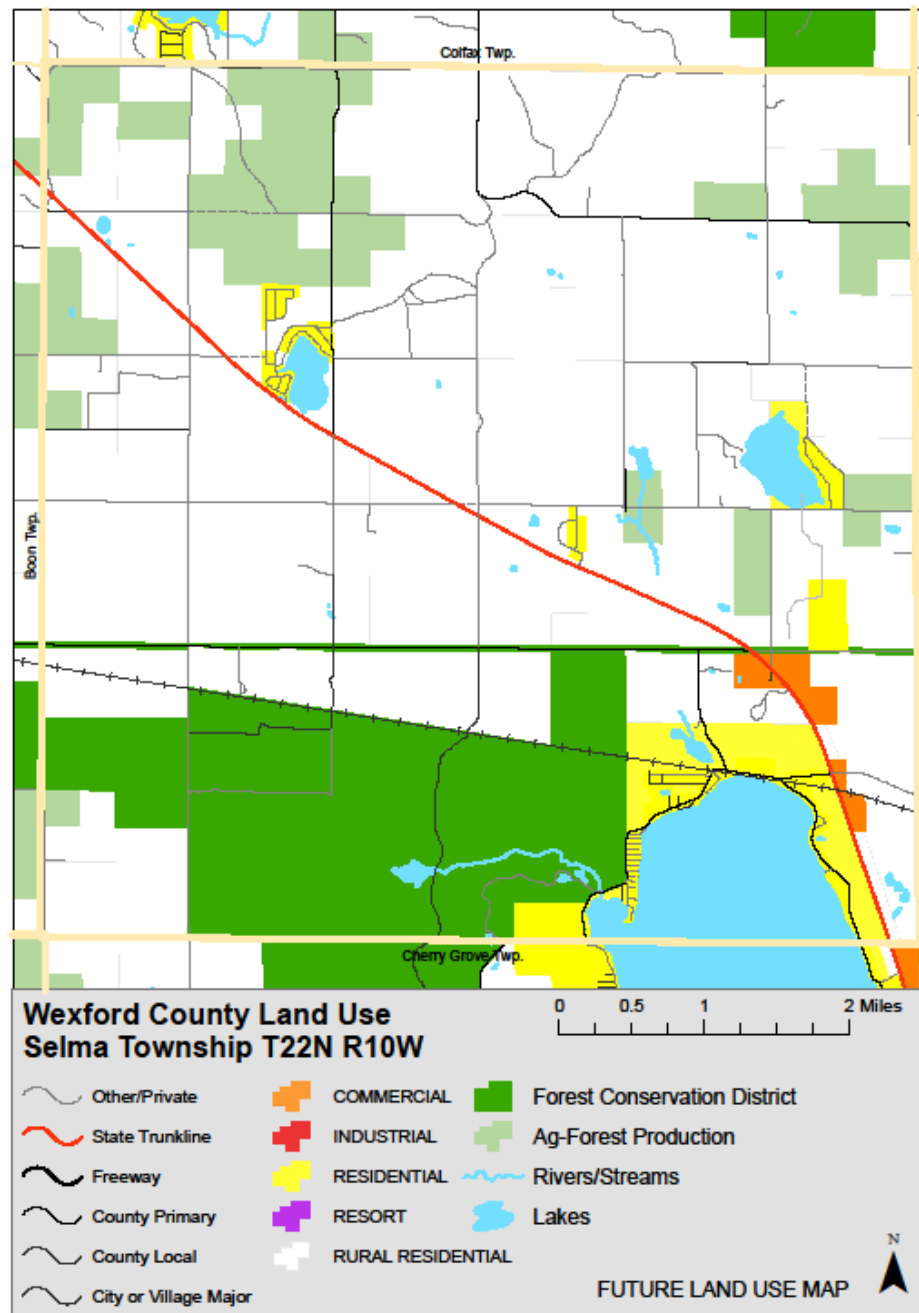 Colfax Twp.
Boon Twp.
Cherry Grove Twp.
Wexford County Land Use
Selma Township T22N R10W
0 0.5 1 2 Miles
Other/Private
State Trunkline
Freeway
County Primary
County Local
City or Village Major
COMMERCIAL
INDUSTRIAL
RESIDENTIAL
RESORT
RURAL RESIDENTIAL
Forest Conservation District
Ag-Forest Production
Rivers/Streams
Lakes
N
FUTURE LAND USE MAP